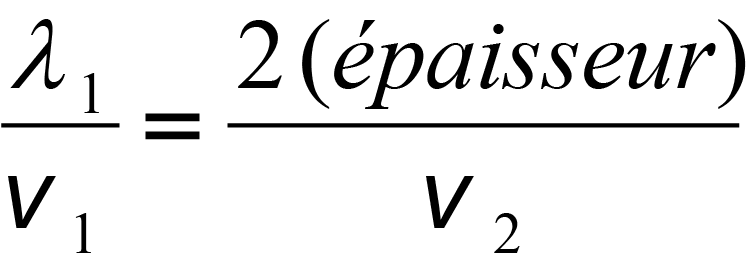 λ₁ / v₁ = 2 (épaisseur) / v₂